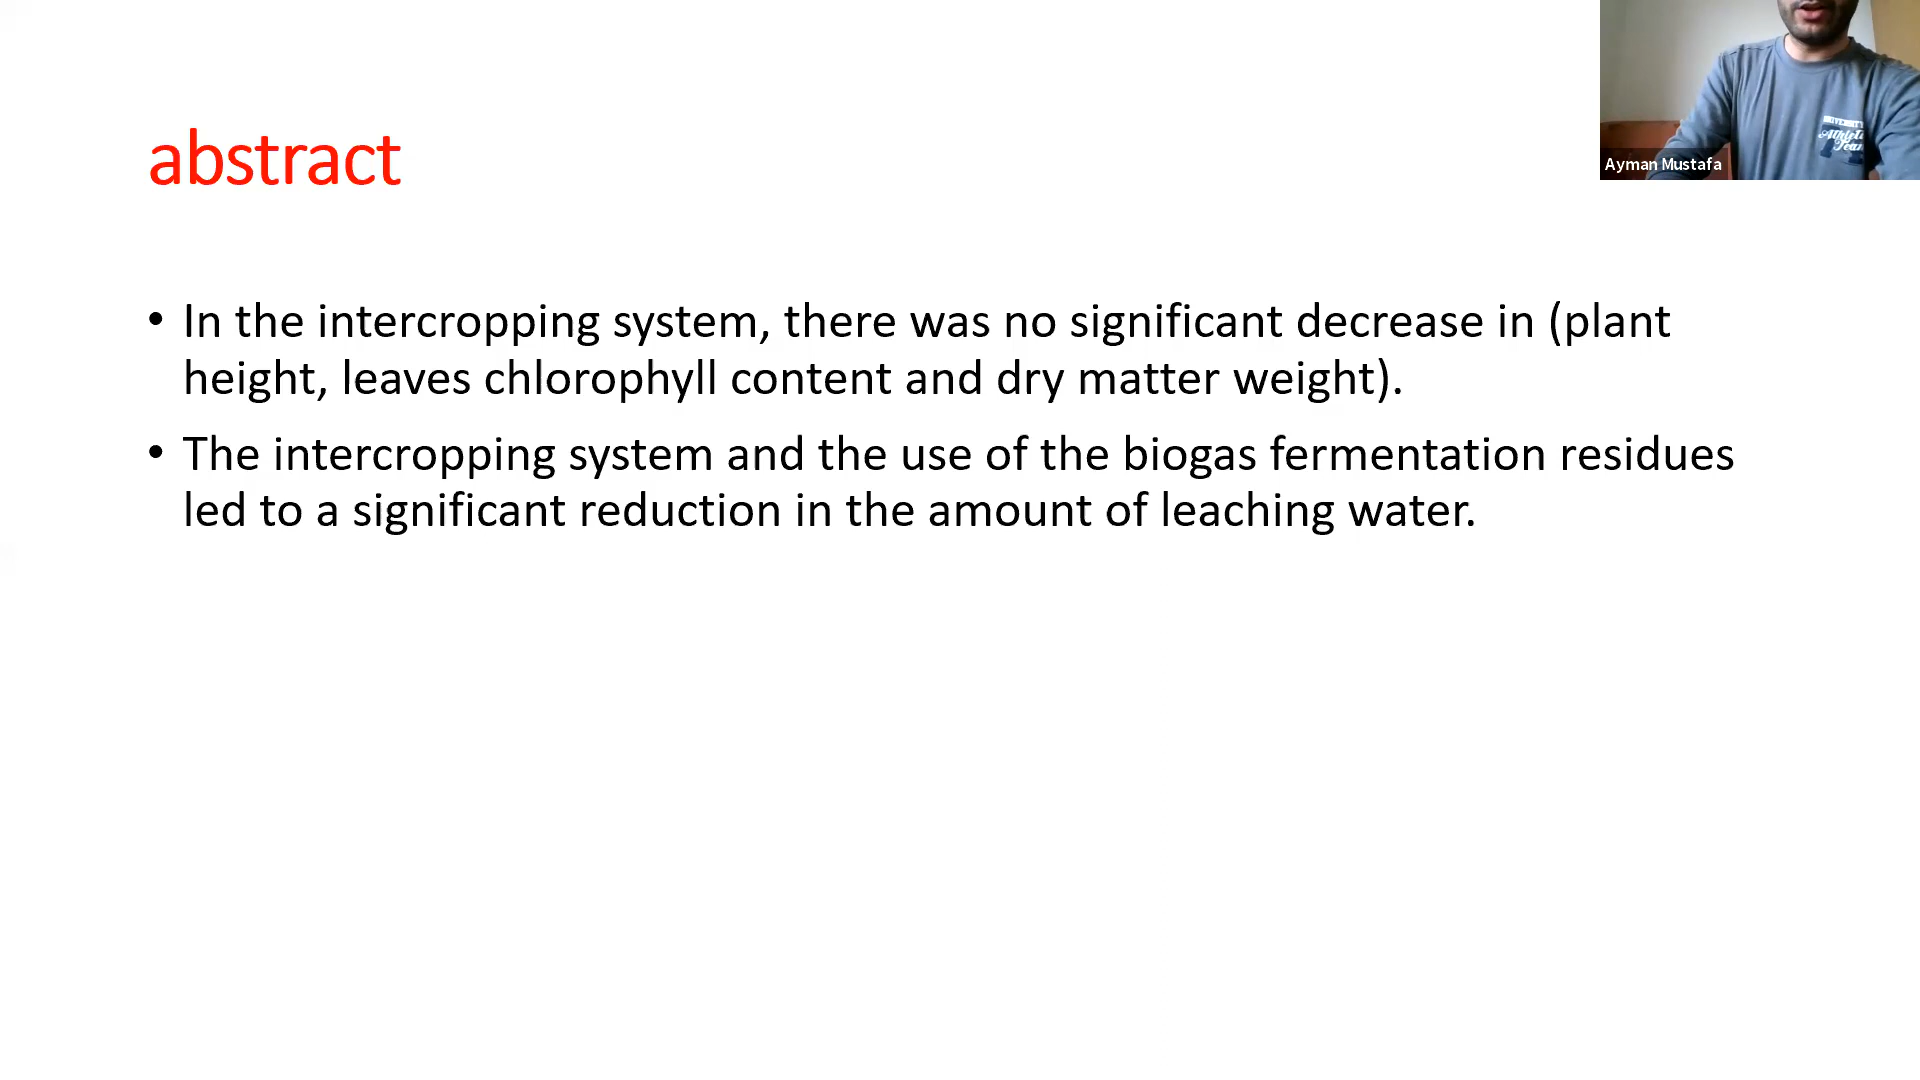 abstract
• In the intercropping system, there was no significant decrease in (plant
height, leaves chlorophyll content and dry matter weight).
• The intercropping system and the use of the biogas fermentation residues
led to a significant reduction in the amount of leaching water.
Athletic
Team
Ayman Mustafa